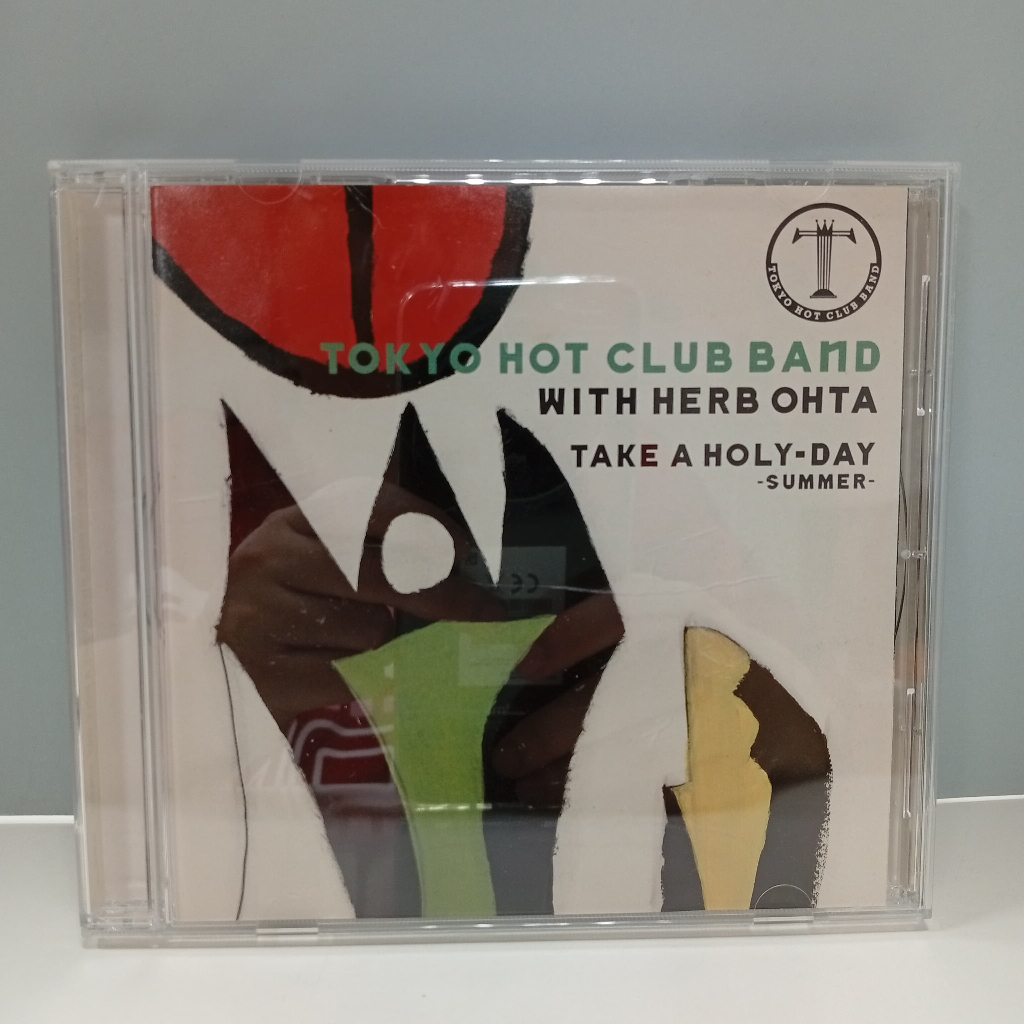 TOKYO HOT CLUB BAND
TOKYO HOT CLUB BAND
WITH HERB OHTA
TAKE A HOLY-DAY
-SUMMER-